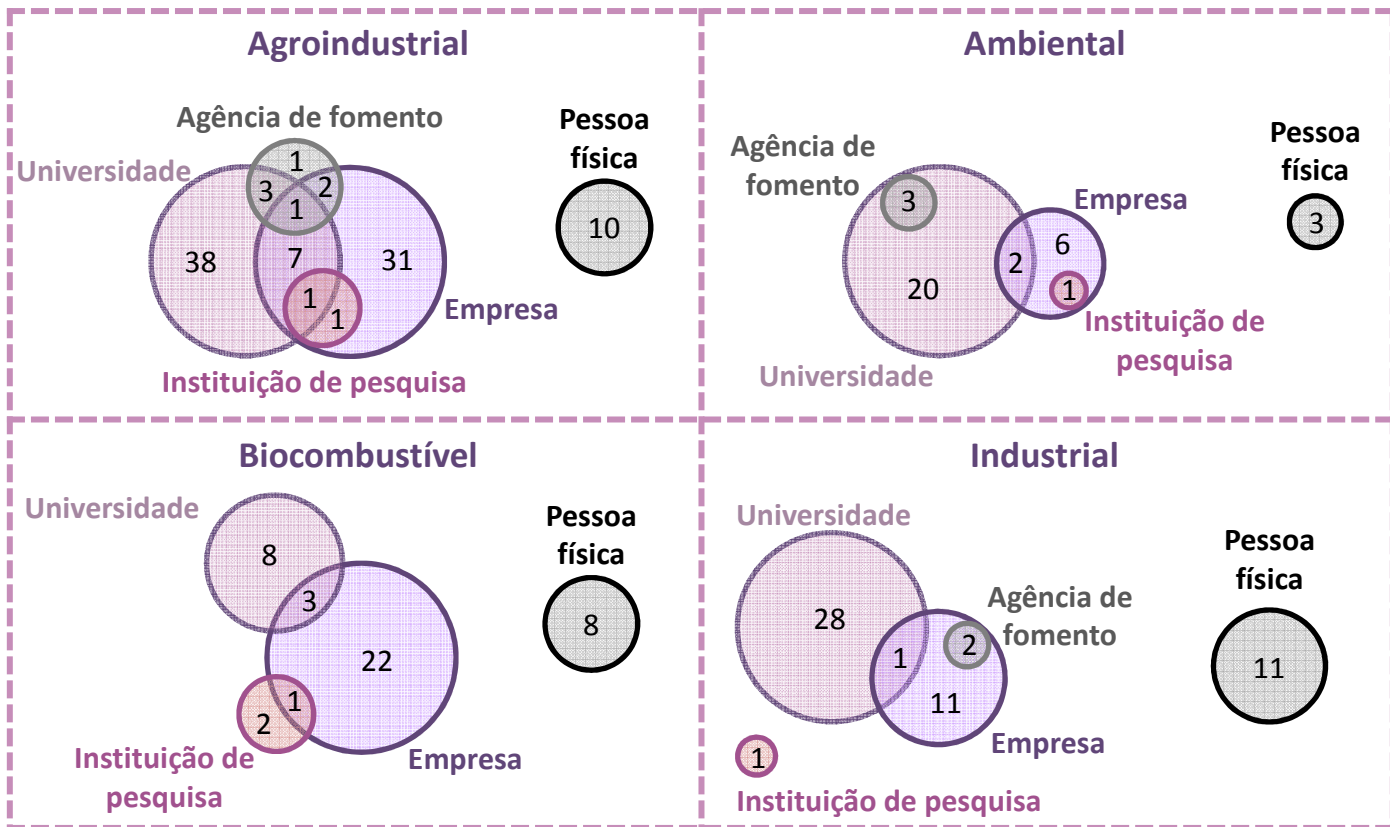 Agroindustrial
Agência de fomento
Universidade
Pessoa
física
1
3
2
1
38
7
31
10
1
1
Empresa
Instituição de pesquisa
Ambiental
Agência de
fomento
Pessoa
física
3
Empresa
3
6
2
1
20
Instituição de
pesquisa
Universidade
Biocombustível
Universidade
Pessoa
física
8
3
8
22
1
2
Instituição de
pesquisa
Empresa
Industrial
Universidade
Pessoa
física
Agência de
fomento
28
2
1
11
11
Empresa
1
Instituição de pesquisa